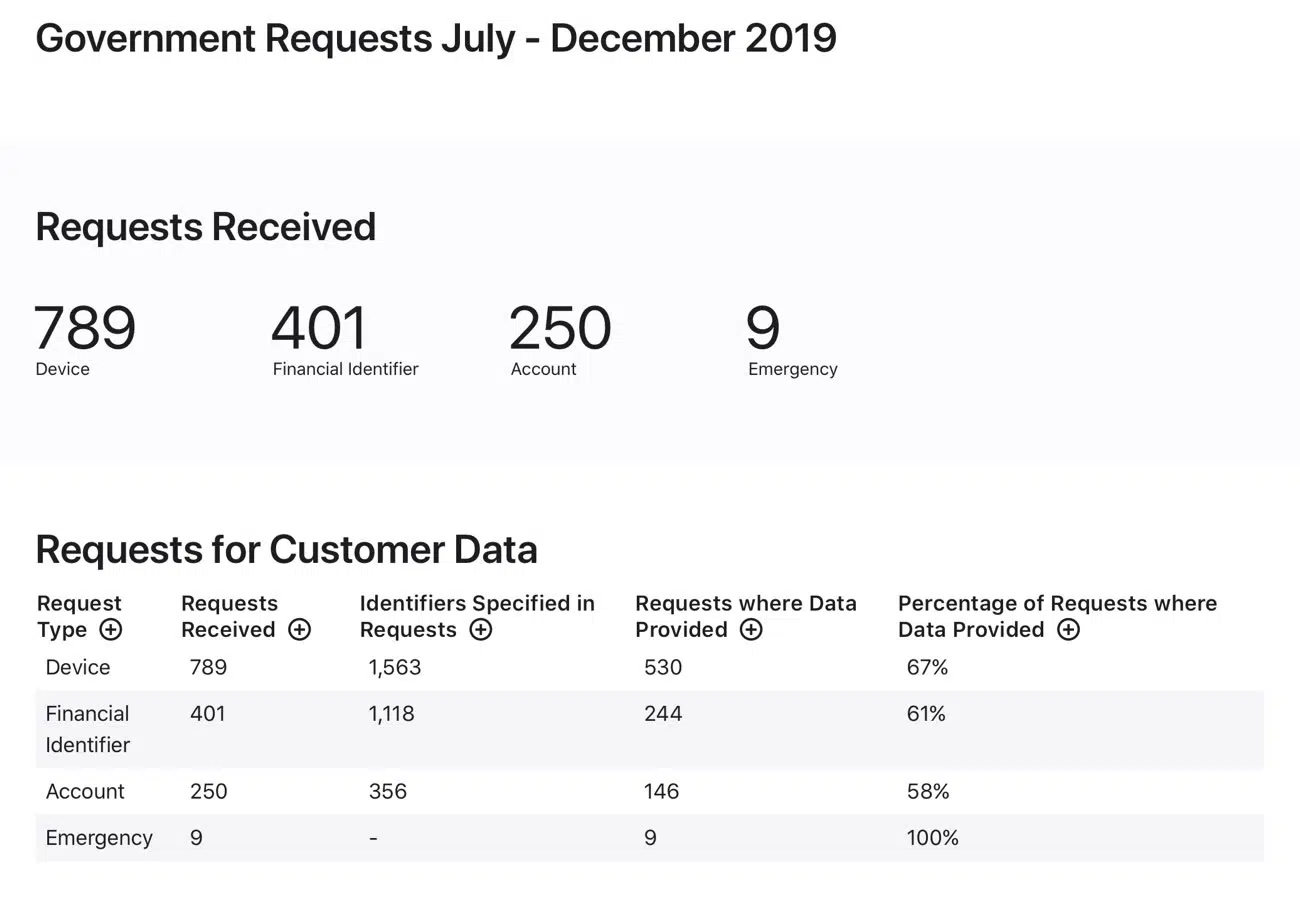 Government Requests July - December 2019
Requests Received
789 401 250 9
Device Financial Identifier Account Emergency
Requests for Customer Data
Request Requests Identifiers Specified in Requests where Data Percentage of Requests where
Type Received Requests Provided Data Provided
Device 789 1,563 530 67%
Financial 401 1,118 244 61%
Identifier
Account 250 356 146 58%
Emergency 9 - 9 100%